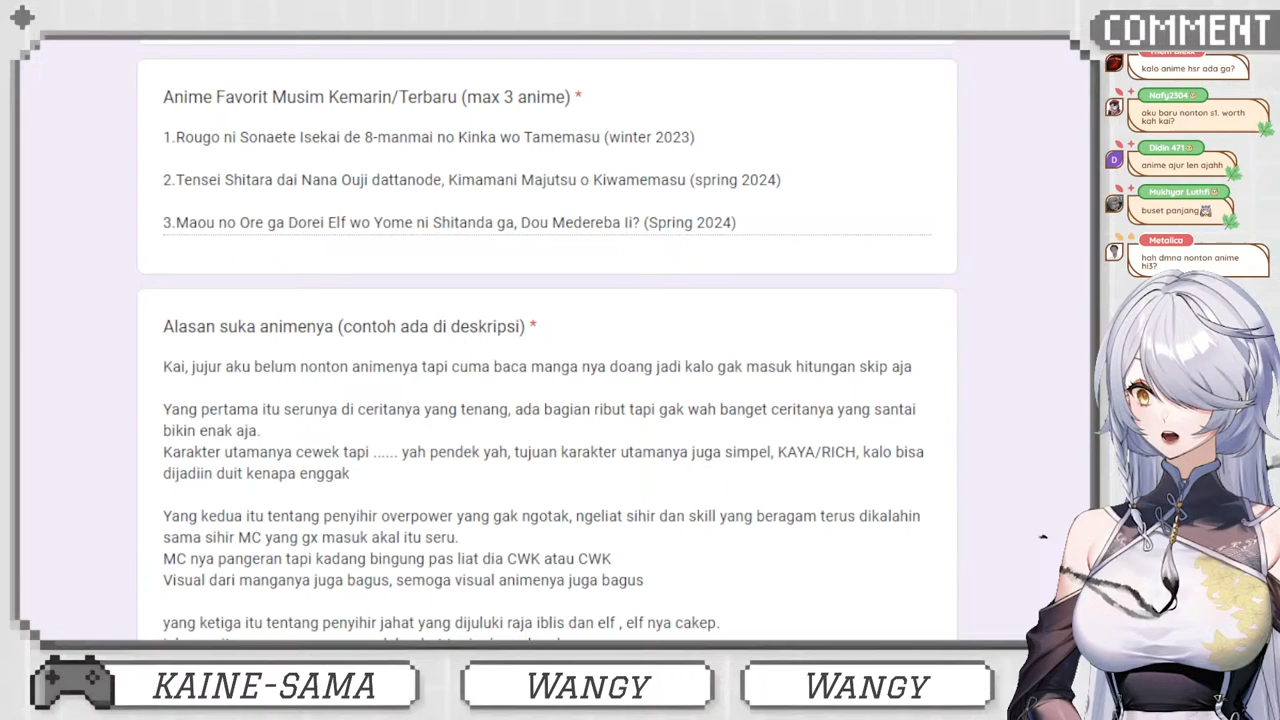 COMMENT
Anime Favorit Musim Kemarin/Terbaru (max 3 anime) *
1.Rougo ni Sonaete Isekai de 8-manmai no Kinka wo Tamemasu (winter 2023)
2.Tensei Shitara dai Nana Ouji dattanode, Kimamani Majutsu o Kiwamemasu (spring 2024)
3.Maou no Ore ga Dorei Elf wo Yome ni Shitanda ga, Dou Medereba Ii? (Spring 2024)
Alasan suka animenya (contoh ada di deskripsi) *
Kai, jujur aku belum nonton animenya tapi cuma baca manga nya doang jadi kalo gak masuk hitungan skip aja
Yang pertama itu serunya di ceritanya yang tenang, ada bagian ribut tapi gak wah banget ceritanya yang santai
bikin enak aja.
Karakter utamanya cewek tapi ...... yah pendek yah, tujuan karakter utamanya juga simpel, KAYA/RICH, kalo bisa
dijadiin duit kenapa enggak
Yang kedua itu tentang penyihir overpower yang gak ngotak, ngeliat sihir dan skill yang beragam terus dikalahin
sama sihir MC yang gx masuk akal itu seru.
MC nya pangeran tapi kadang bingung pas liat dia CWK atau CWK
Visual dari manganya juga bagus, semoga visual animenya juga bagus
yang ketiga itu tentang penyihir jahat yang dijuluki raja iblis dan elf , elf nya cakep.
kalo anime hsr ada ga?
Nafy2304
aku baru nonton s1. worth
kah kai?
Didin 471
D
anime ajur len ajahh
Mukhyar Luthfi
buset panjang
Metalica
hah dmna nonton anime
hi3?
KAINE-SAMA
WANGY
WANGY